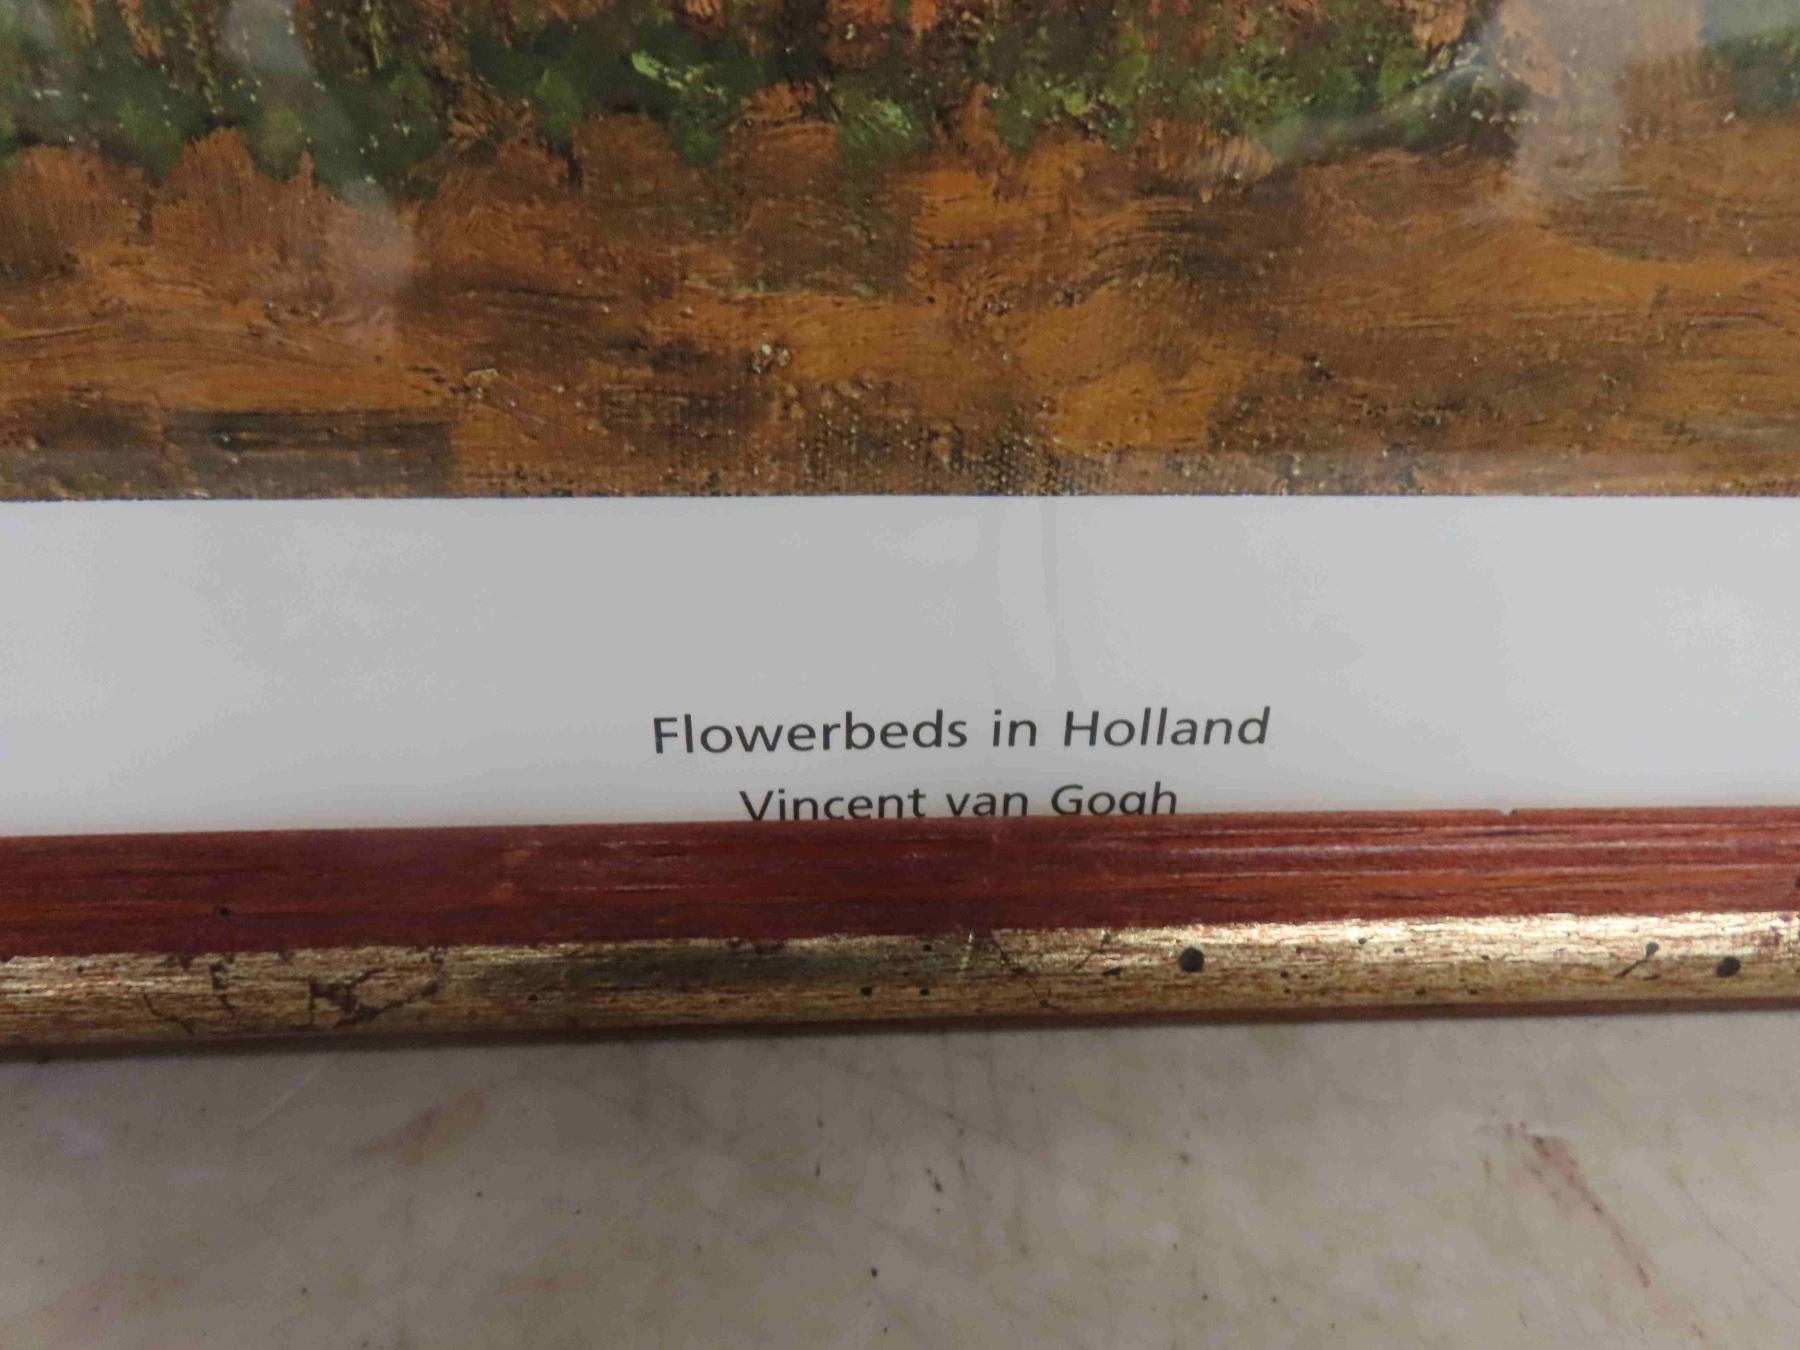 Flowerbeds in Holland
Vincent van Gogh